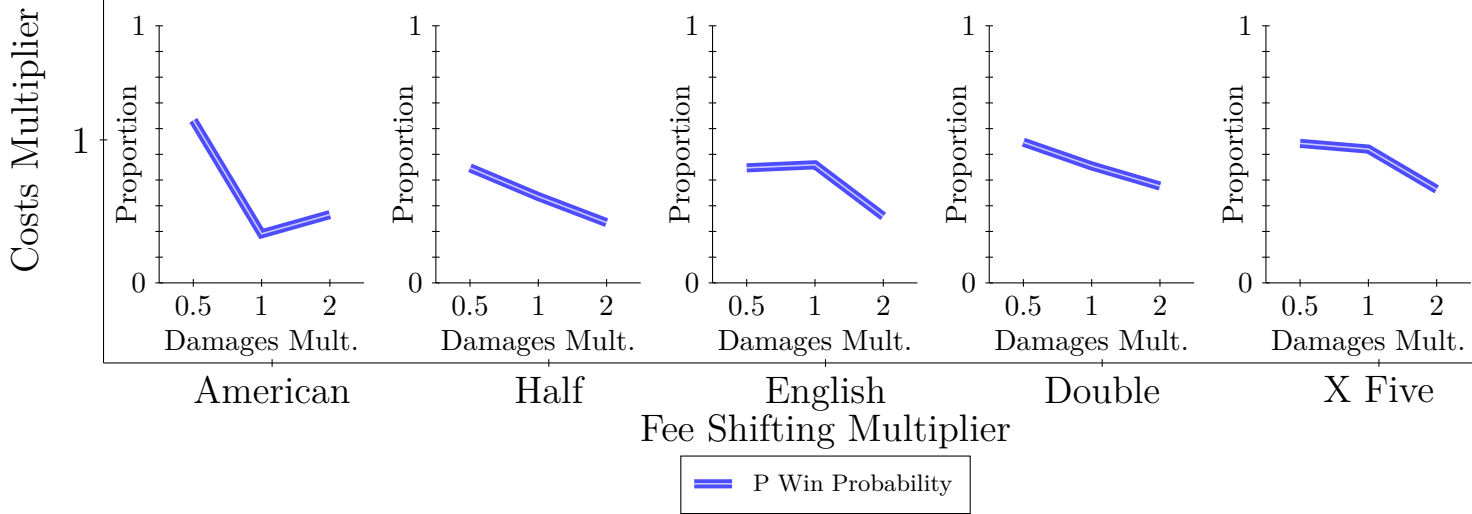 Costs Multiplier
1
1
Proportion
0
0.5 1 2
Damages Mult.
1
Proportion
0
0.5 1 2
Damages Mult.
1
Proportion
0
0.5 1 2
Damages Mult.
1
Proportion
0
0.5 1 2
Damages Mult.
1
Proportion
0
0.5 1 2
Damages Mult.
American Half English Double X Five
Fee Shifting Multiplier
P Win Probability